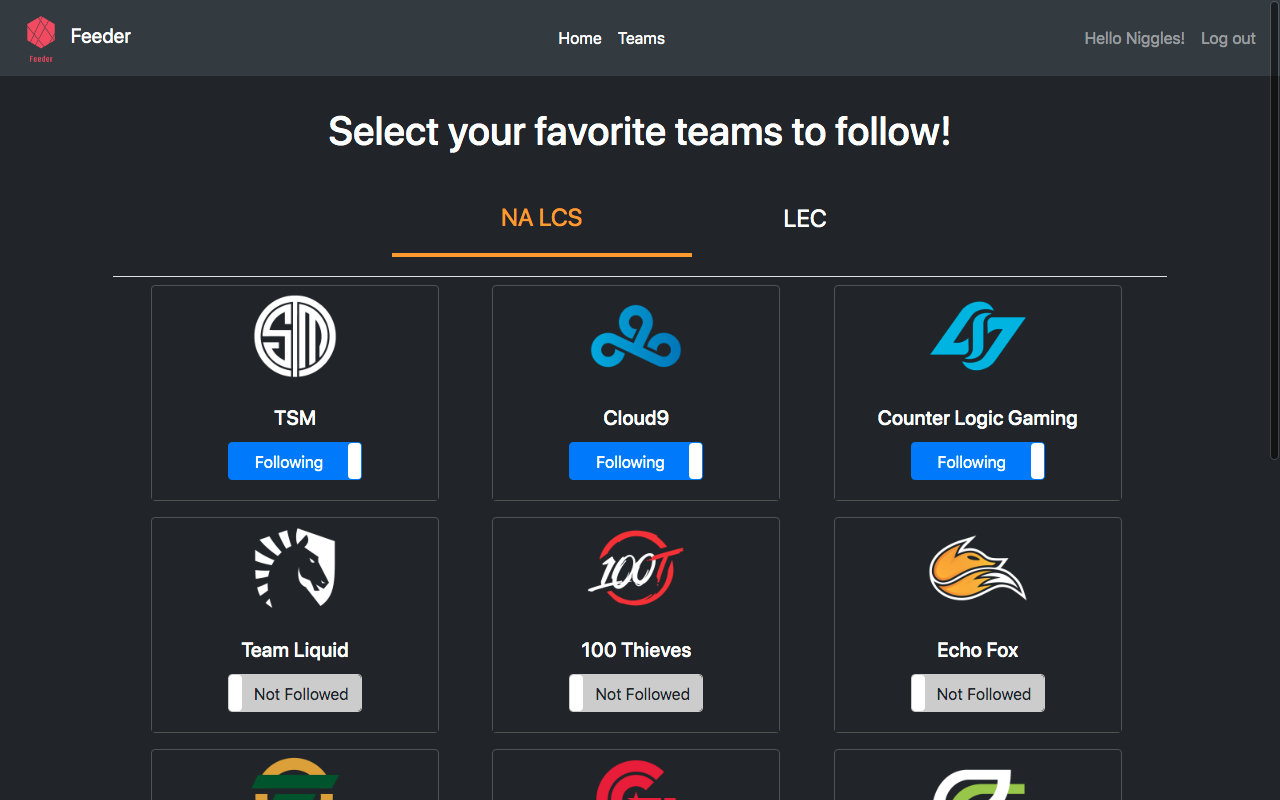 Feeder
Feeder
Home
Teams
Hello Niggles!
Log out
Select your favorite teams to follow!
NA LCS
LEC
TSM
Cloud9
Counter Logic Gaming
Following
Following
Following
100T
Team Liquid
100 Thieves
Echo Fox
Not Followed
Not Followed
Not Followed